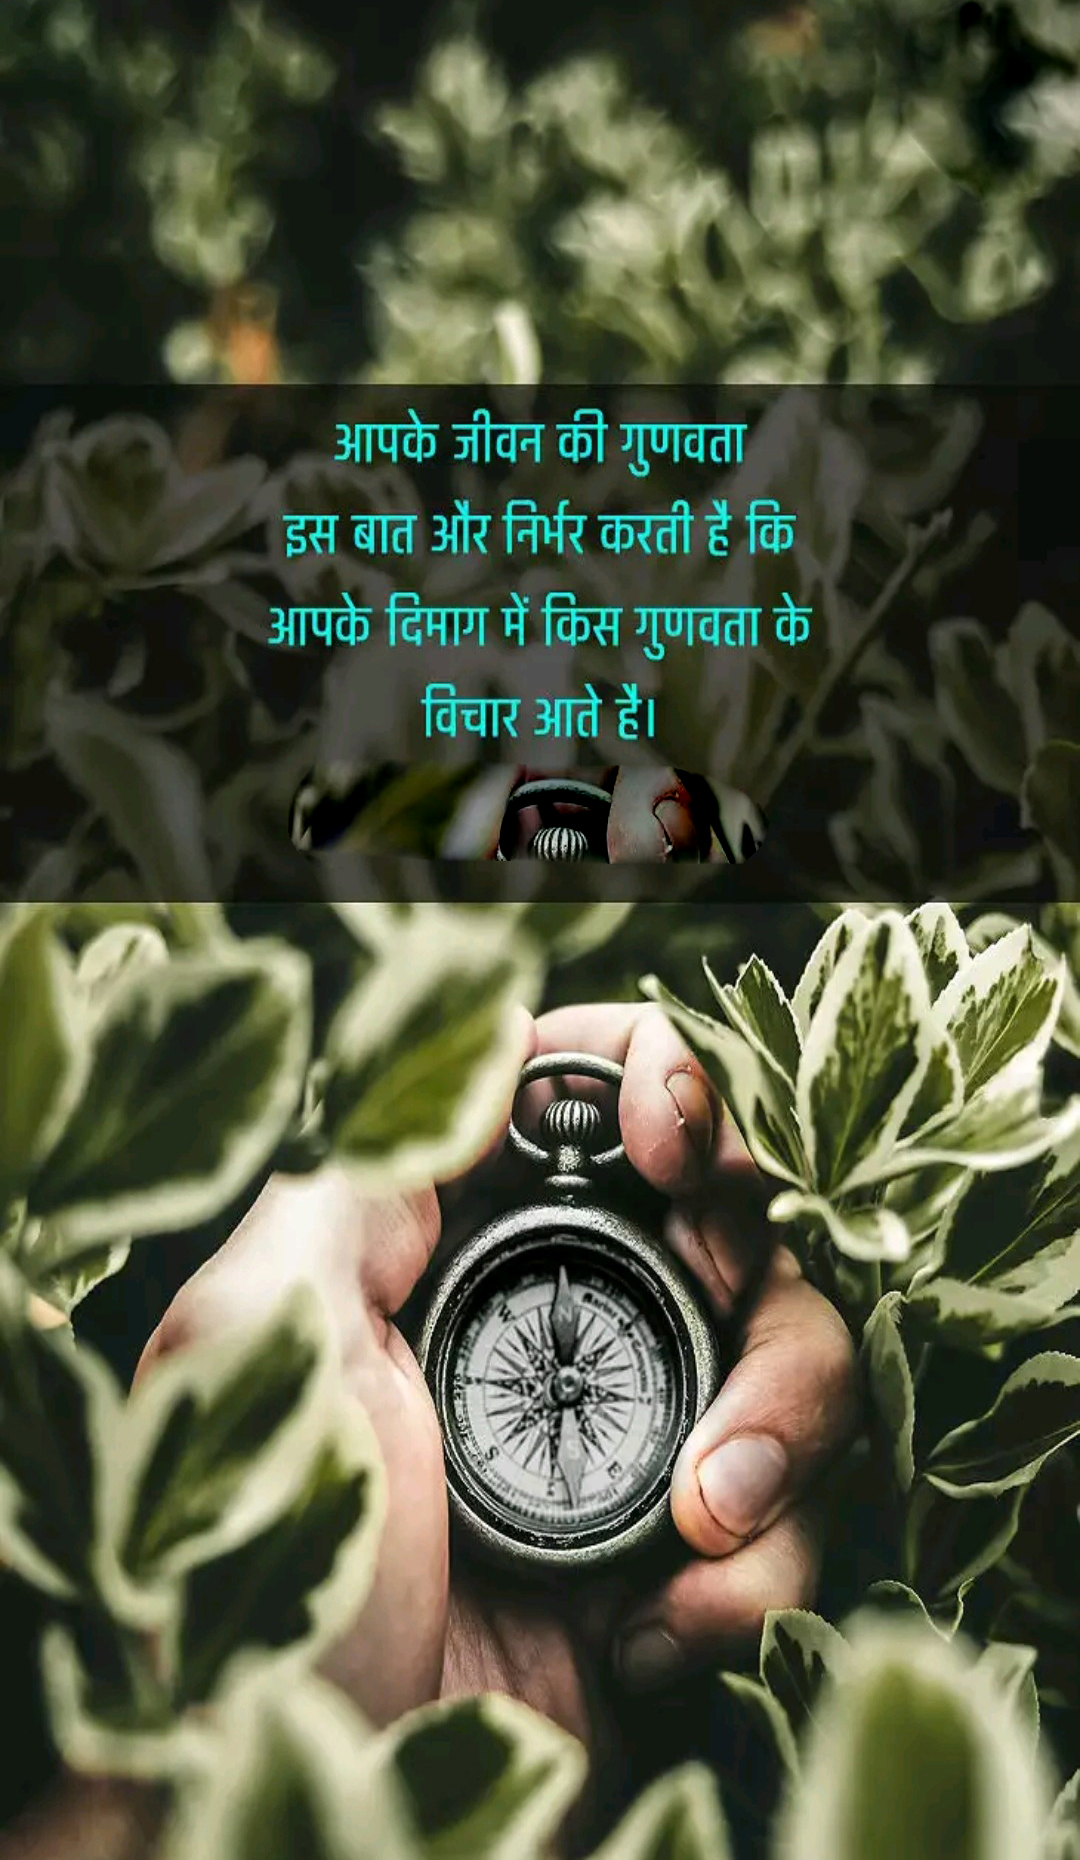 आपके जीवन की गुणवता
इस बात और निर्भर करती है कि
आपके दिमाग में किस गुणवता के
विचार आते है।
N
W
S